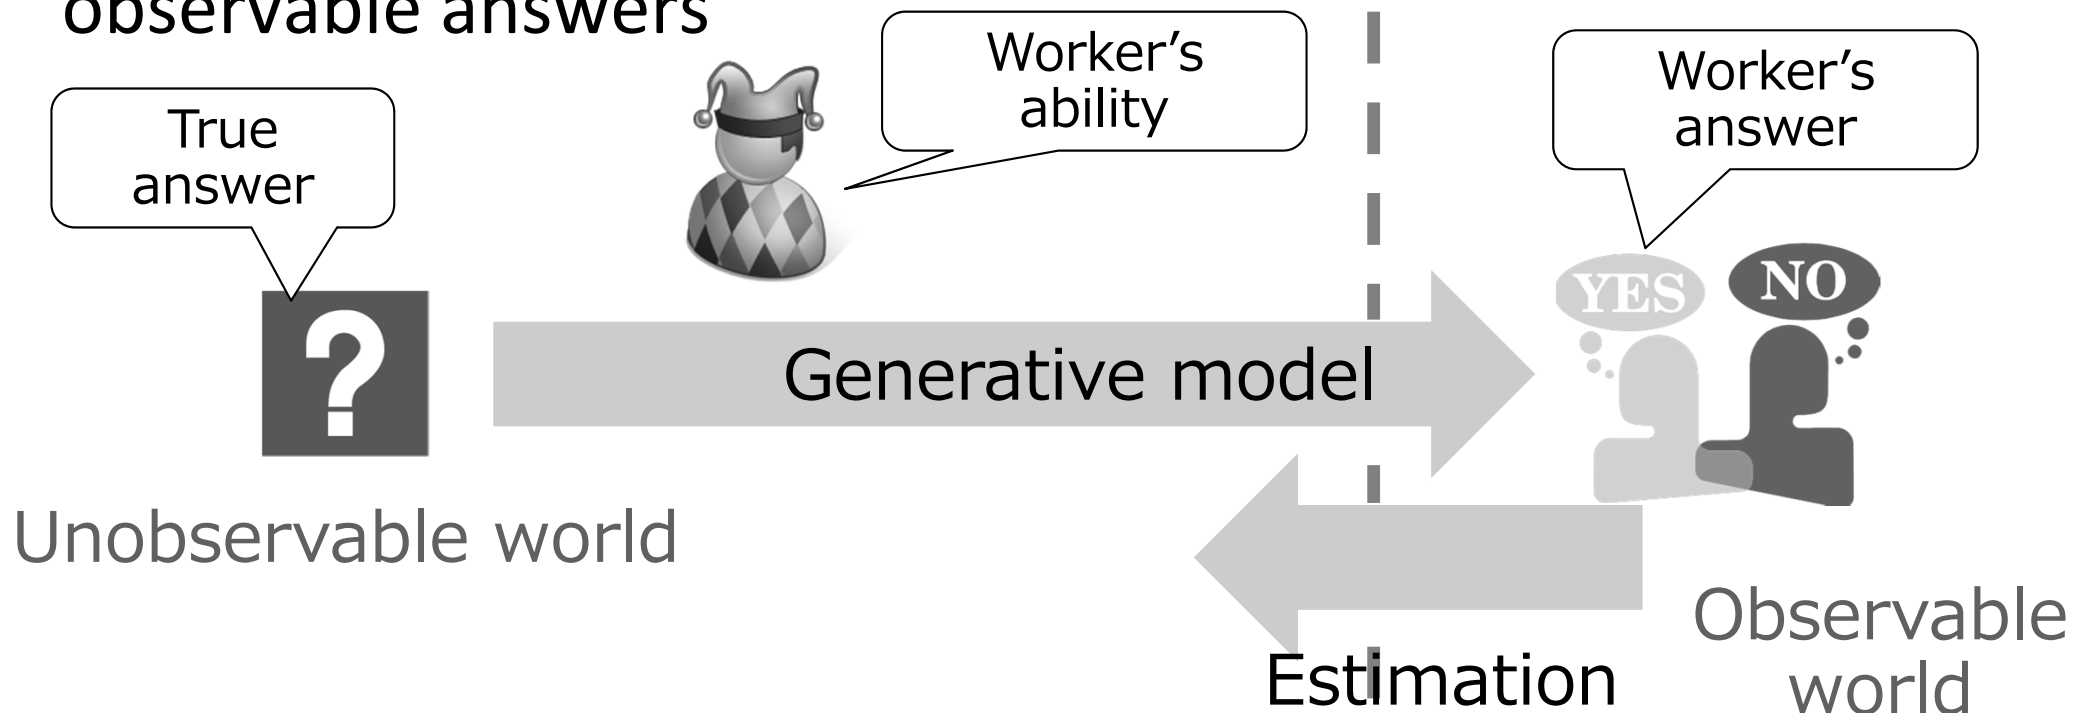 observable answers
Worker’s
ability
Worker’s
answer
True
answer
YES
NO
?
Generative model
Unobservable world
Estimation
Observable
world